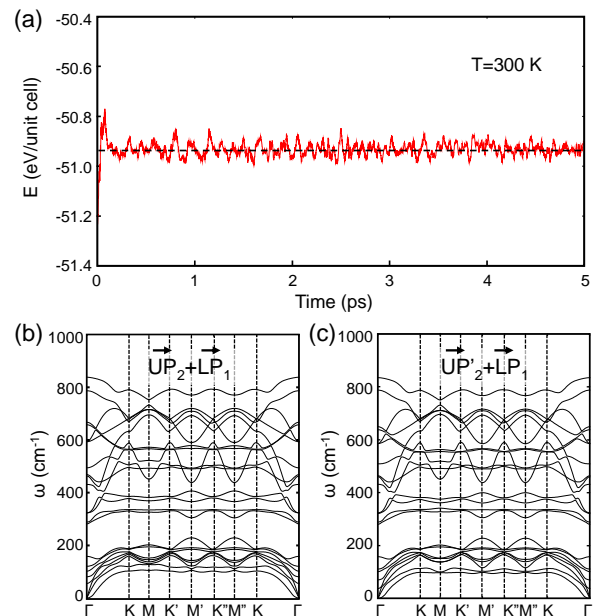 (a)
-50.4
-50.6
-50.8
-51.0
-51.2
-51.4
E (eV/unit cell)
T=300 K
0 1 2 3 4 5
Time (ps)
(b)
1000
800
600
400
200
0
ω (cm⁻¹)
UP₂+LP₁
Γ K M K' M' K"M" K Γ
(c)
1000
800
600
400
200
0
ω (cm⁻¹)
UP'₂+LP₁
Γ K M K' M' K"M" K Γ